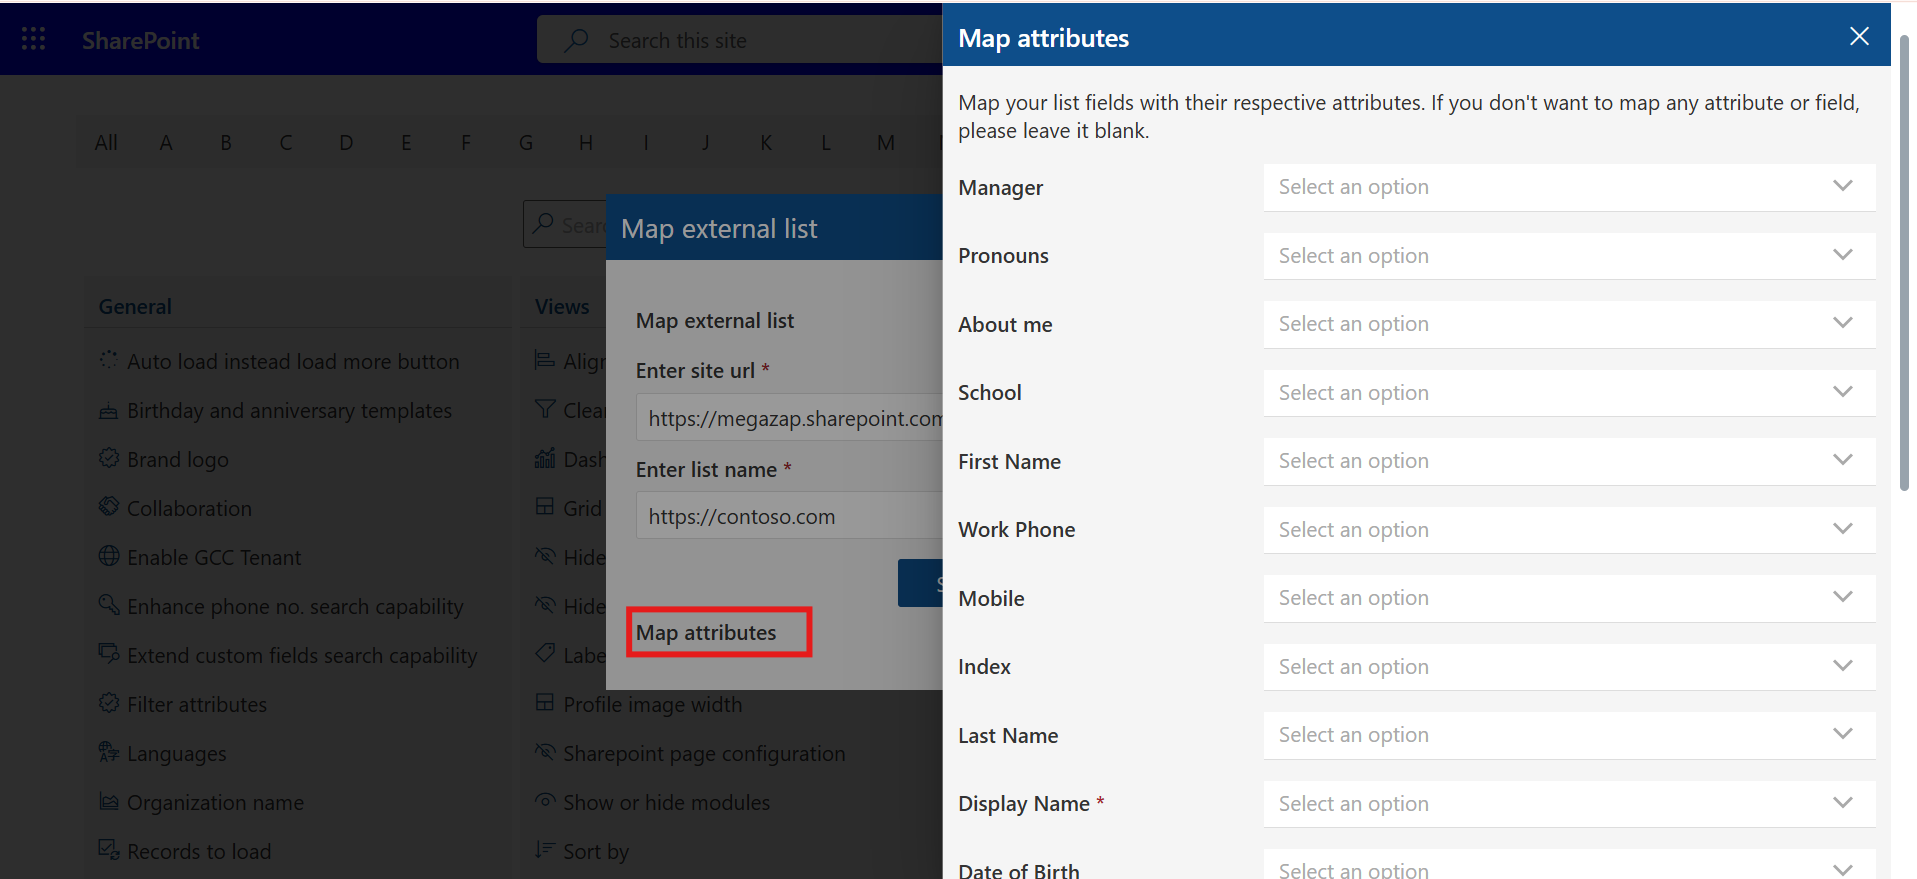 SharePoint
Search this site
All A B C D E F G H I J K L M
Sear
General
Auto load instead load more button
Birthday and anniversary templates
Brand logo
Collaboration
Enable GCC Tenant
Enhance phone no. search capability
Extend custom fields search capability
Filter attributes
Languages
Organization name
Records to load
Views
Align
Clear
Dash
Grid
Hide
Hide
Labe
Profile image width
Sharepoint page configuration
Show or hide modules
Sort by
Map external list
Map external list
Enter site url *
https://megazap.sharepoint.com
Enter list name *
https://contoso.com
S
Map attributes
Map attributes
Map your list fields with their respective attributes. If you don't want to map any attribute or field,
please leave it blank.
Manager Select an option
Pronouns Select an option
About me Select an option
School Select an option
First Name Select an option
Work Phone Select an option
Mobile Select an option
Index Select an option
Last Name Select an option
Display Name * Select an option
Date of Birth Select an option